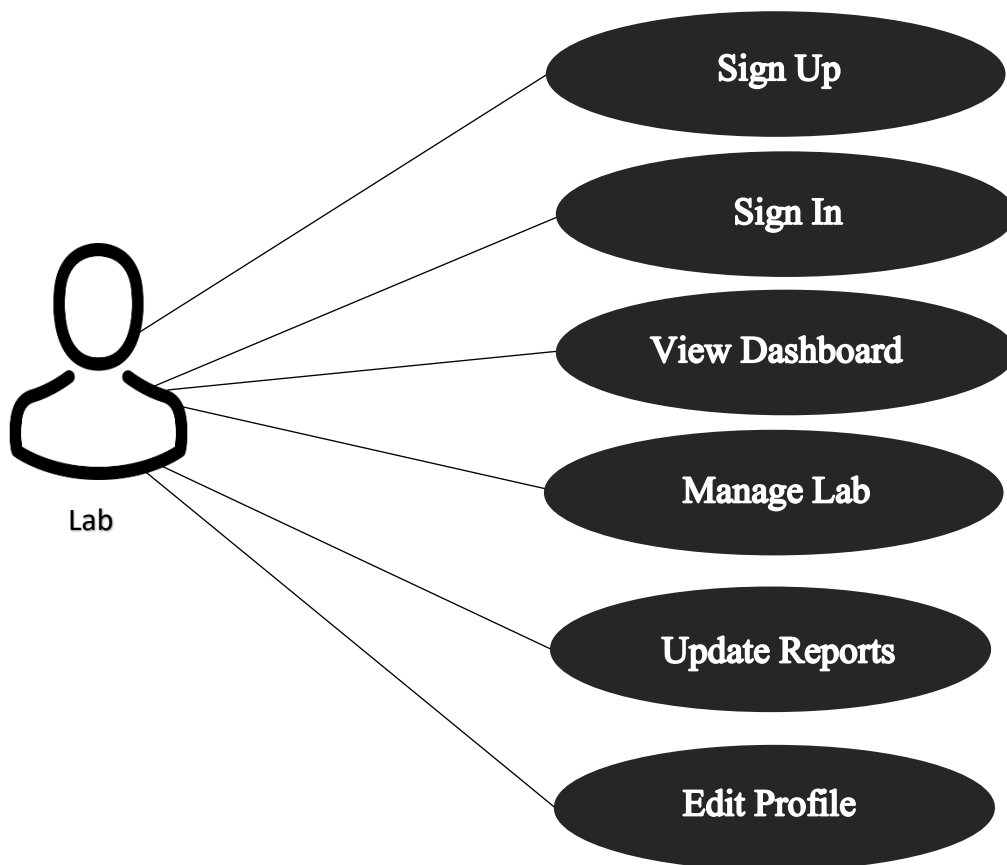 Sign Up
Sign In
View Dashboard
Manage Lab
Lab
Update Reports
Edit Profile